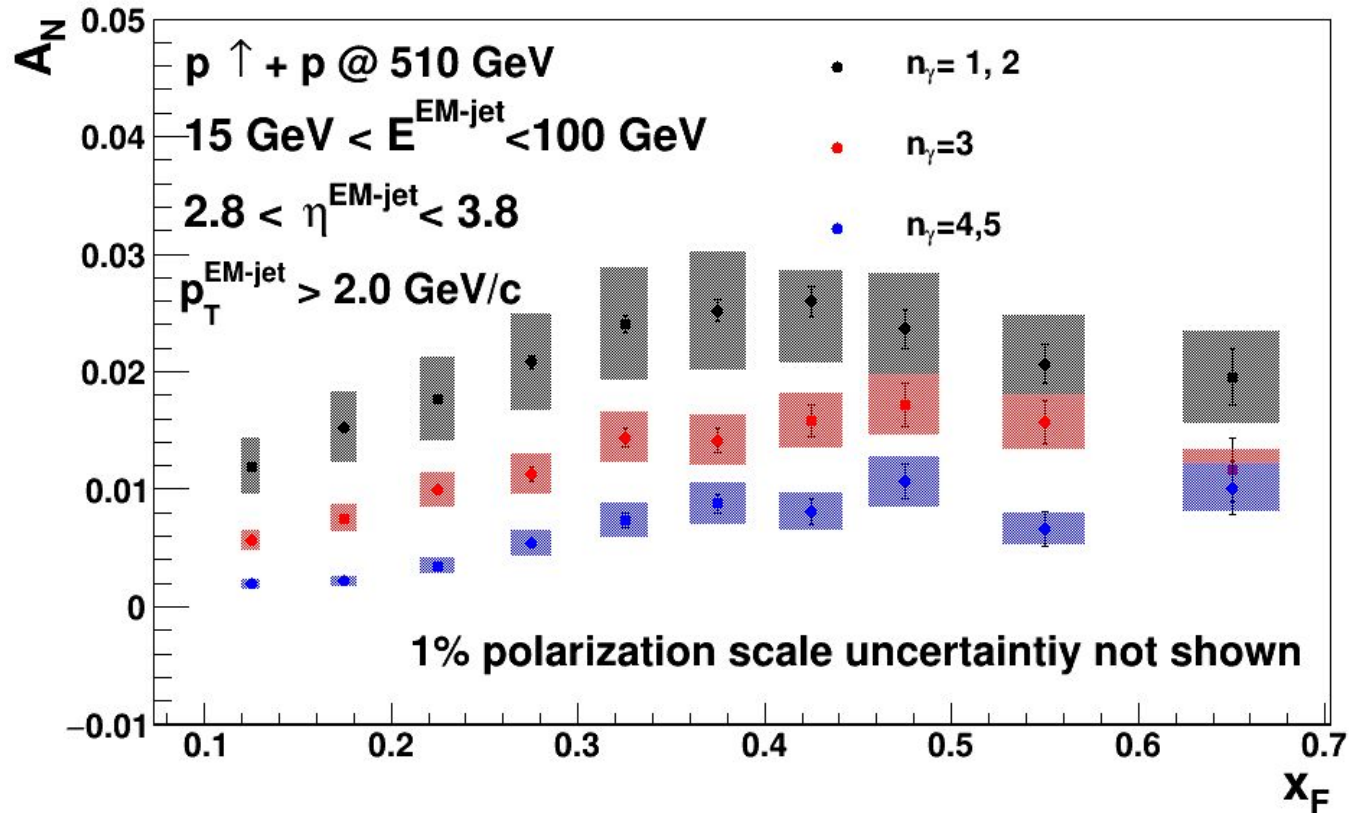 A_N
0.05
0.04
0.03
0.02
0.01
0
−0.01
p ↑ + p @ 510 GeV
15 GeV < E^EM-jet <100 GeV
2.8 < η^EM-jet < 3.8
p_T^EM-jet > 2.0 GeV/c
n_γ= 1, 2
n_γ=3
n_γ=4,5
1% polarization scale uncertaintiy not shown
0.1 0.2 0.3 0.4 0.5 0.6 0.7
x_F